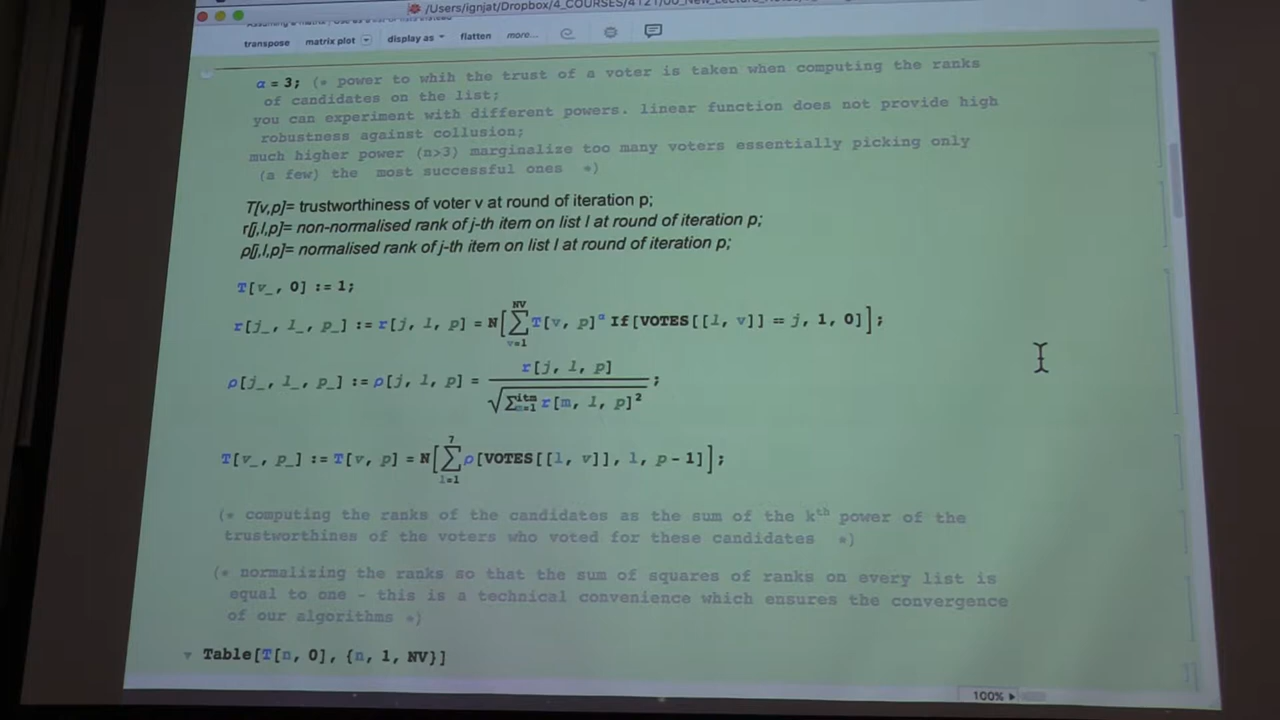 /Users/ignjat/Dropbox/4_COURSES/4121/00_New_Lecture
transpose matrix plot display as flatten more...
α = 3; (* power to whih the trust of a voter is taken when computing the ranks
of candidates on the list;
you can experiment with different powers. linear function does not provide high
robustness against collusion;
much higher power (n>3) marginalize too many voters essentially picking only
(a few) the most successful ones *)
T[v,p]= trustworthiness of voter v at round of iteration p;
r[j,l,p]= non-normalised rank of j-th item on list l at round of iteration p;
ρ[j,l,p]= normalised rank of j-th item on list l at round of iteration p;
T[v_, 0] := 1;
r[j_, l_, p_] := r[j, l, p] = N[∑_{v=1}^{NV} T[v, p]^α If[VOTES[[l, v]] == j, 1, 0]];
ρ[j_, l_, p_] := ρ[j, l, p] = r[j, l, p] / √(∑_{m=1}^{itm} r[m, l, p]²);
T[v_, p_] := T[v, p] = N[∑_{l=1}^{7} ρ[VOTES[[l, v]], l, p-1]];
(* computing the ranks of the candidates as the sum of the k^th power of the
trustworthines of the voters who voted for these candidates *)
(* normalizing the ranks so that the sum of squares of ranks on every list is
equal to one - this is a technical convenience which ensures the convergence
of our algorithms *)
Table[T[n, 0], {n, 1, NV}]
100%